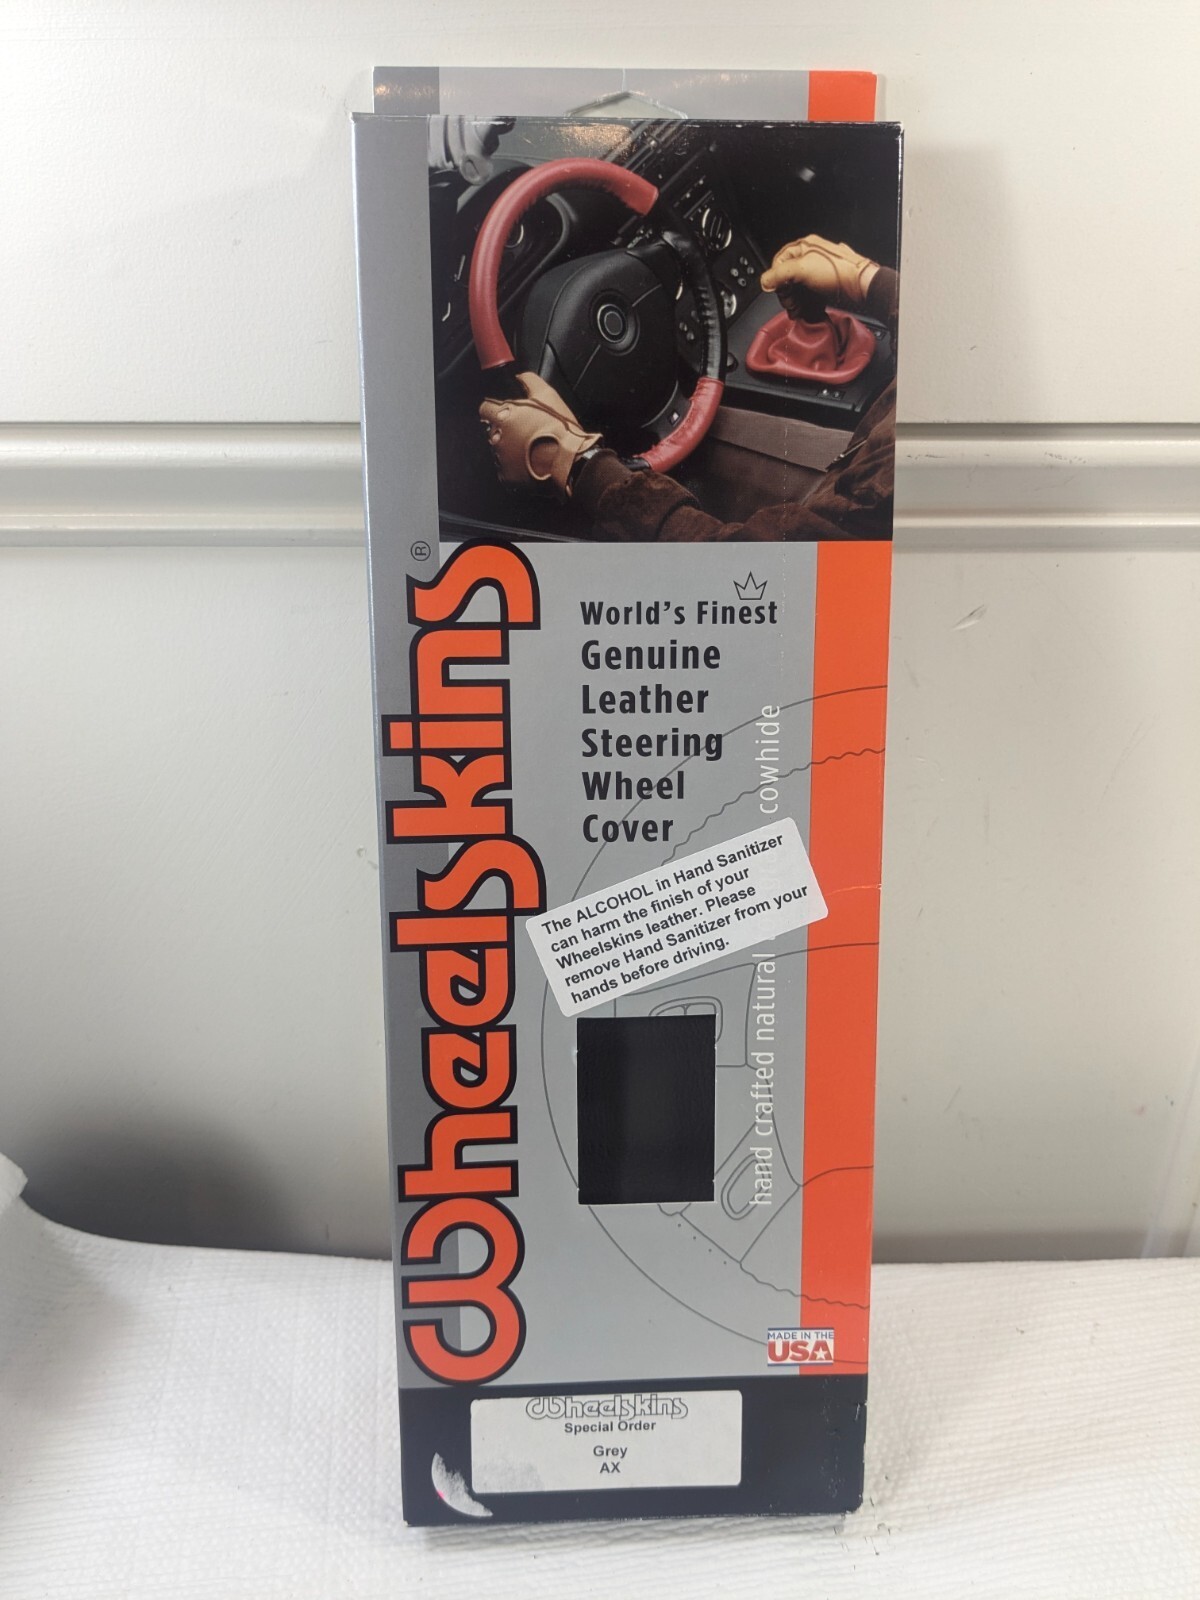 Wheelskins®
World's Finest
Genuine
Leather
Steering
Wheel
Cover
The ALCOHOL in Hand Sanitizer
can harm the finish of your
Wheelskins leather. Please
remove Hand Sanitizer from your
hands before driving.
hand crafted natural
cowhide
MADE IN THE
USA
Wheelskins
Special Order
Grey
AX